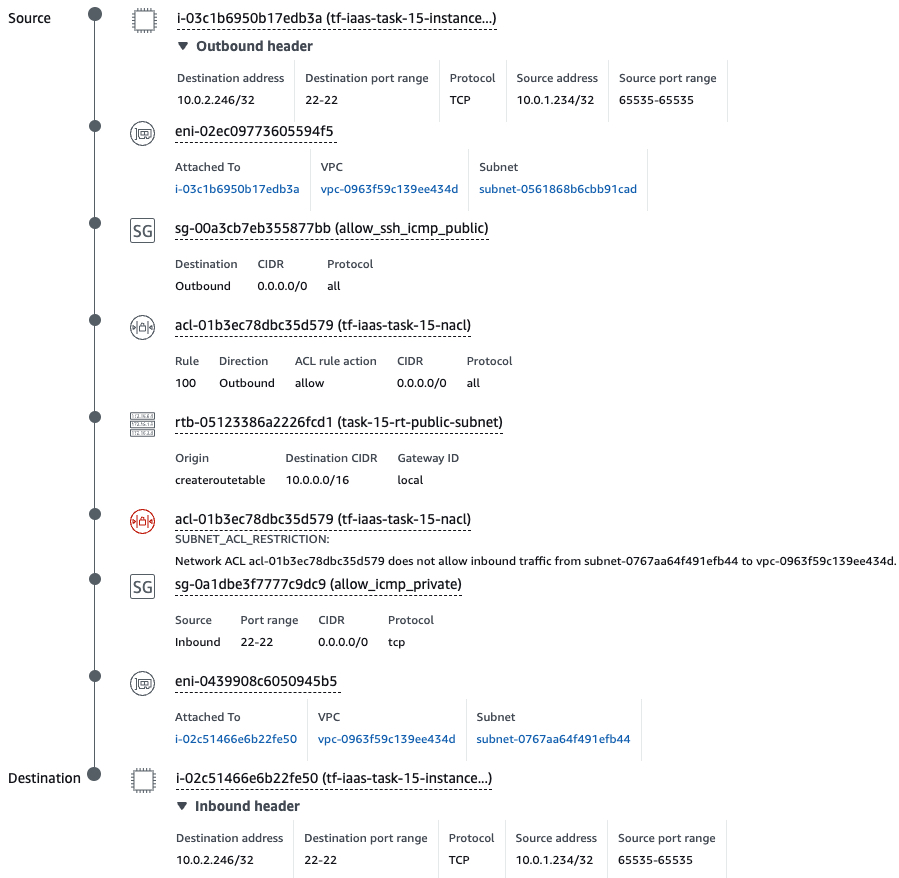 Source
i-03c1b6950b17edb3a (tf-iaas-task-15-instance...)
▼ Outbound header
Destination address Destination port range Protocol Source address Source port range
10.0.2.246/32 22-22 TCP 10.0.1.234/32 65535-65535
eni-02ec09773605594f5
Attached To VPC Subnet
i-03c1b6950b17edb3a vpc-0963f59c139ee434d subnet-0561868b6cbb91cad
SG sg-00a3cb7eb355877bb (allow_ssh_icmp_public)
Destination CIDR Protocol
Outbound 0.0.0.0/0 all
acl-01b3ec78dbc35d579 (tf-iaas-task-15-nacl)
Rule Direction ACL rule action CIDR Protocol
100 Outbound allow 0.0.0.0/0 all
rtb-05123386a2226fcd1 (task-15-rt-public-subnet)
Origin Destination CIDR Gateway ID
createroutetable 10.0.0.0/16 local
acl-01b3ec78dbc35d579 (tf-iaas-task-15-nacl)
SUBNET_ACL_RESTRICTION:
Network ACL acl-01b3ec78dbc35d579 does not allow inbound traffic from subnet-0767aa64f491efb44 to vpc-0963f59c139ee434d.
SG sg-0a1dbe3f7777c9dc9 (allow_icmp_private)
Source Port range CIDR Protocol
Inbound 22-22 0.0.0.0/0 tcp
eni-0439908c6050945b5
Attached To VPC Subnet
i-02c51466e6b22fe50 vpc-0963f59c139ee434d subnet-0767aa64f491efb44
Destination
i-02c51466e6b22fe50 (tf-iaas-task-15-instance...)
▼ Inbound header
Destination address Destination port range Protocol Source address Source port range
10.0.2.246/32 22-22 TCP 10.0.1.234/32 65535-65535